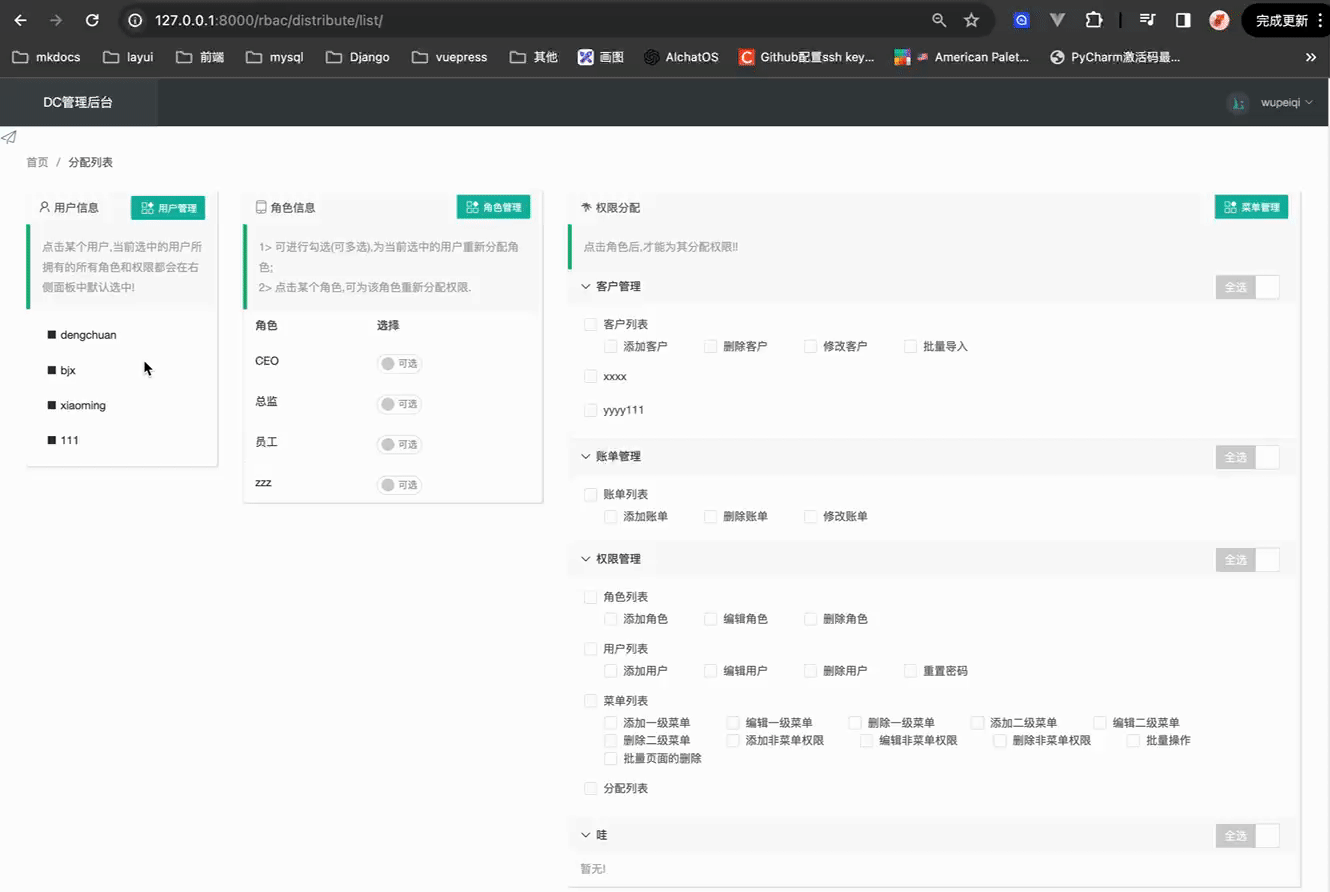 127.0.0.1:8000/rbac/distribute/list/
完成更新
mkdocs
layui
前端
mysql
Django
vuepress
其他
画图
AIchatOS
Github配置ssh key...
American Palet...
PyCharm激活码最...
DC管理后台
wupeiqi
首页 / 分配列表
用户信息
用户管理
点击某个用户,当前选中的用户所
拥有的所有角色和权限都会在右
侧面板中默认选中!
dengchuan
bjx
xiaoming
111
角色信息
角色管理
1> 可进行勾选(可多选),为当前选中的用户重新分配角
色;
2> 点击某个角色,可为该角色重新分配权限.
角色 选择
CEO 可选
总监 可选
员工 可选
zzz 可选
权限分配
菜单管理
点击角色后,才能为其分配权限!!
客户管理 全选
客户列表
添加客户 删除客户 修改客户 批量导入
xxxx
yyyy111
账单管理 全选
账单列表
添加账单 删除账单 修改账单
权限管理 全选
角色列表
添加角色 编辑角色 删除角色
用户列表
添加用户 编辑用户 删除用户 重置密码
菜单列表
添加一级菜单 编辑一级菜单 删除一级菜单 添加二级菜单 编辑二级菜单
删除二级菜单 添加非菜单权限 编辑非菜单权限 删除非菜单权限 批量操作
批量页面的删除
分配列表
哇 全选
暂无!